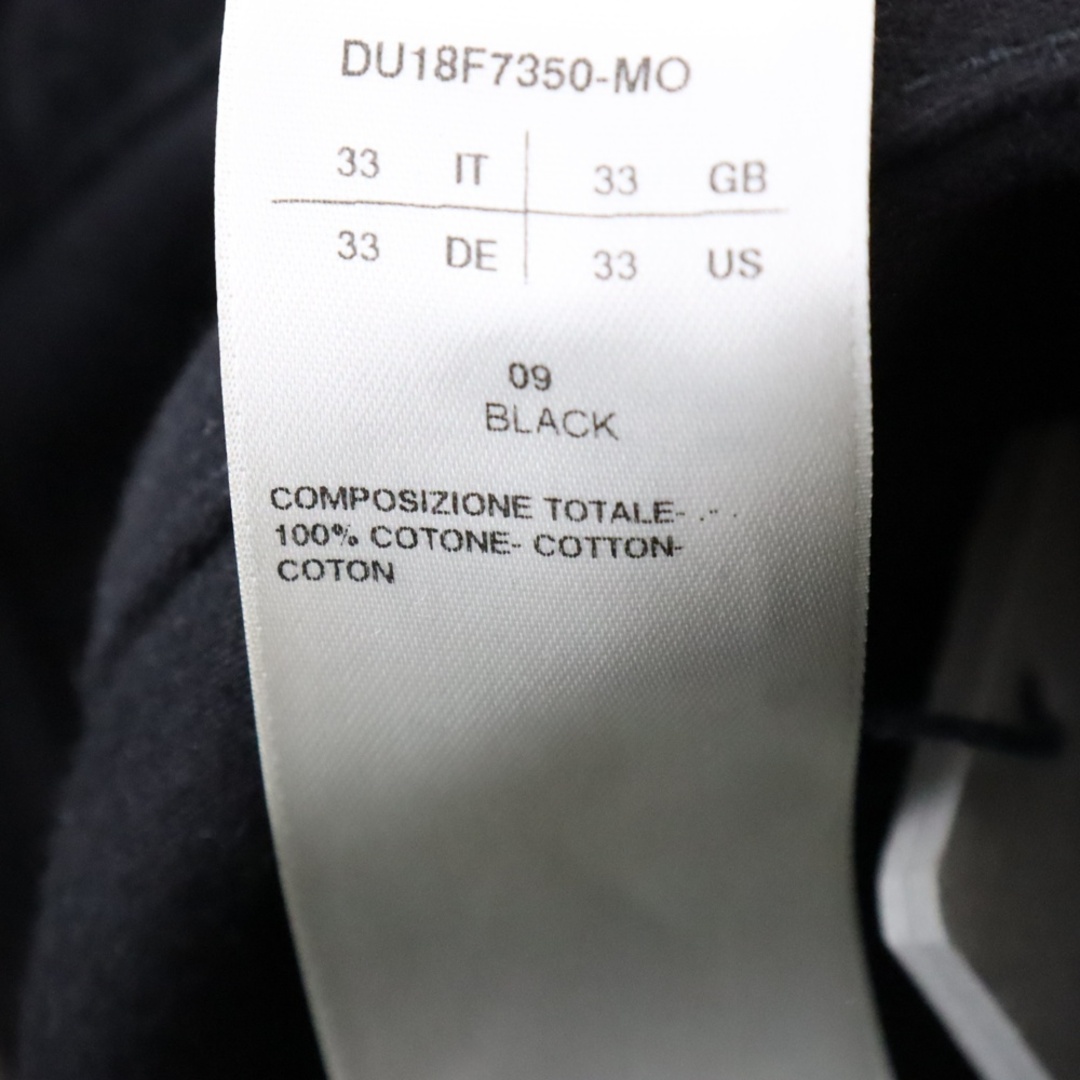 DU18F7350-MO
33 IT 33 GB
33 DE 33 US
09
BLACK
COMPOSIZIONE TOTALE-
100% COTONE- COTTON-
COTON